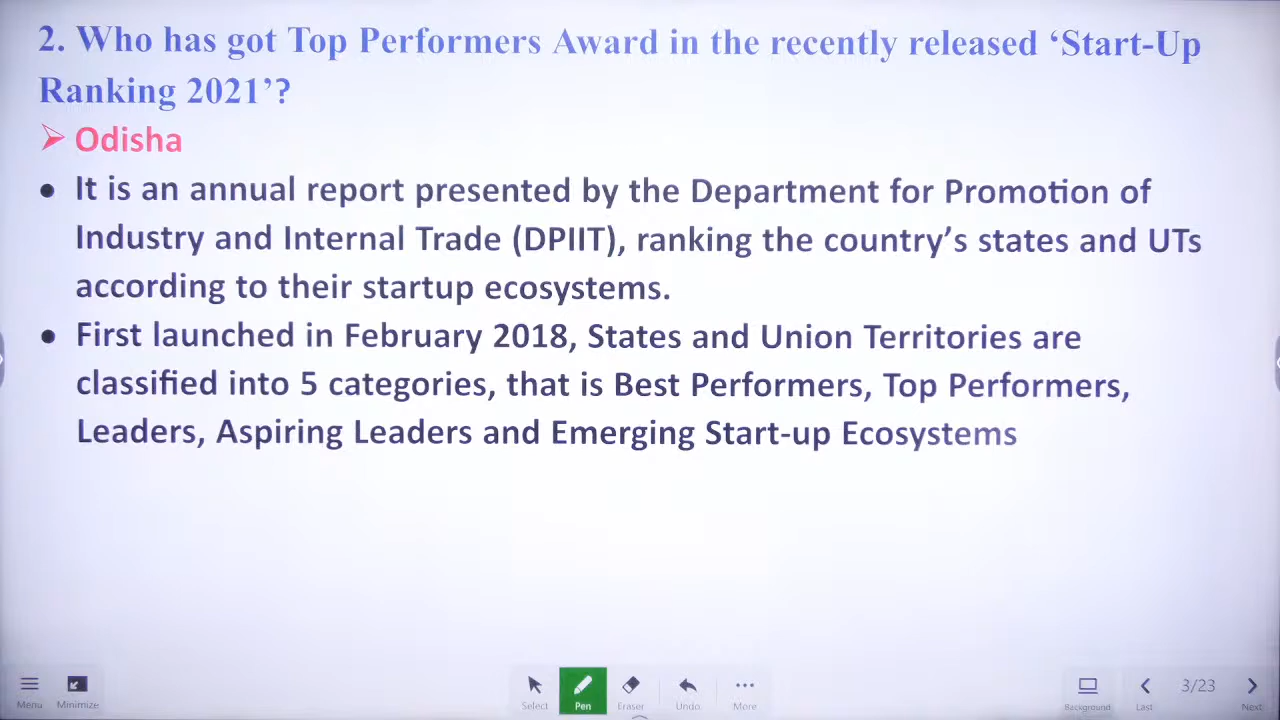 2. Who has got Top Performers Award in the recently released ‘Start-Up
Ranking 2021’?
➢ Odisha
• It is an annual report presented by the Department for Promotion of
Industry and Internal Trade (DPIIT), ranking the country’s states and UTs
according to their startup ecosystems.
• First launched in February 2018, States and Union Territories are
classified into 5 categories, that is Best Performers, Top Performers,
Leaders, Aspiring Leaders and Emerging Start-up Ecosystems
Menu Minimize Select Pen Eraser Undo More Background Last 3/23 Next